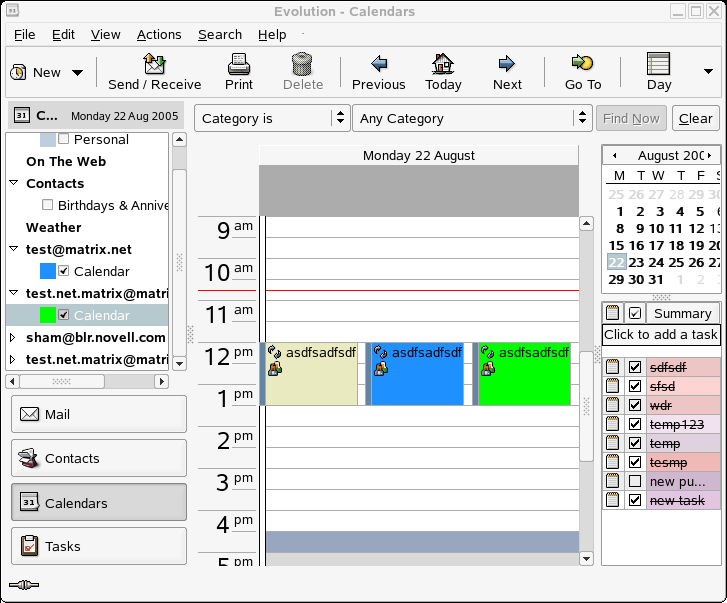 Evolution - Calendars
File Edit View Actions Search Help
New Send / Receive Print Delete Previous Today Next Go To Day
31 C... Monday 22 Aug 2005
Category is Any Category Find Now Clear
Personal
On The Web
Contacts
Birthdays & Annive
Weather
test@matrix.net
Calendar
test.net.matrix@matri
Calendar
sham@blr.novell.com
test.net.matrix@matri
Mail
Contacts
31 Calendars
Tasks
Monday 22 August
9 am
10 am
11 am
12 pm
1 pm
2 pm
3 pm
4 pm
5 pm
asdfsadfsdf asdfsadfsdf asdfsadfsdf
August 200
M T W T F S
25 26 27 28 29 30
1 2 3 4 5
8 9 10 11 12 13
15 16 17 18 19 20
22 23 24 25 26 27
29 30 31 1 2
Summary
Click to add a task
sdfsdf
sfsd
wdr
temp123
temp
tesmp
new pu...
new task